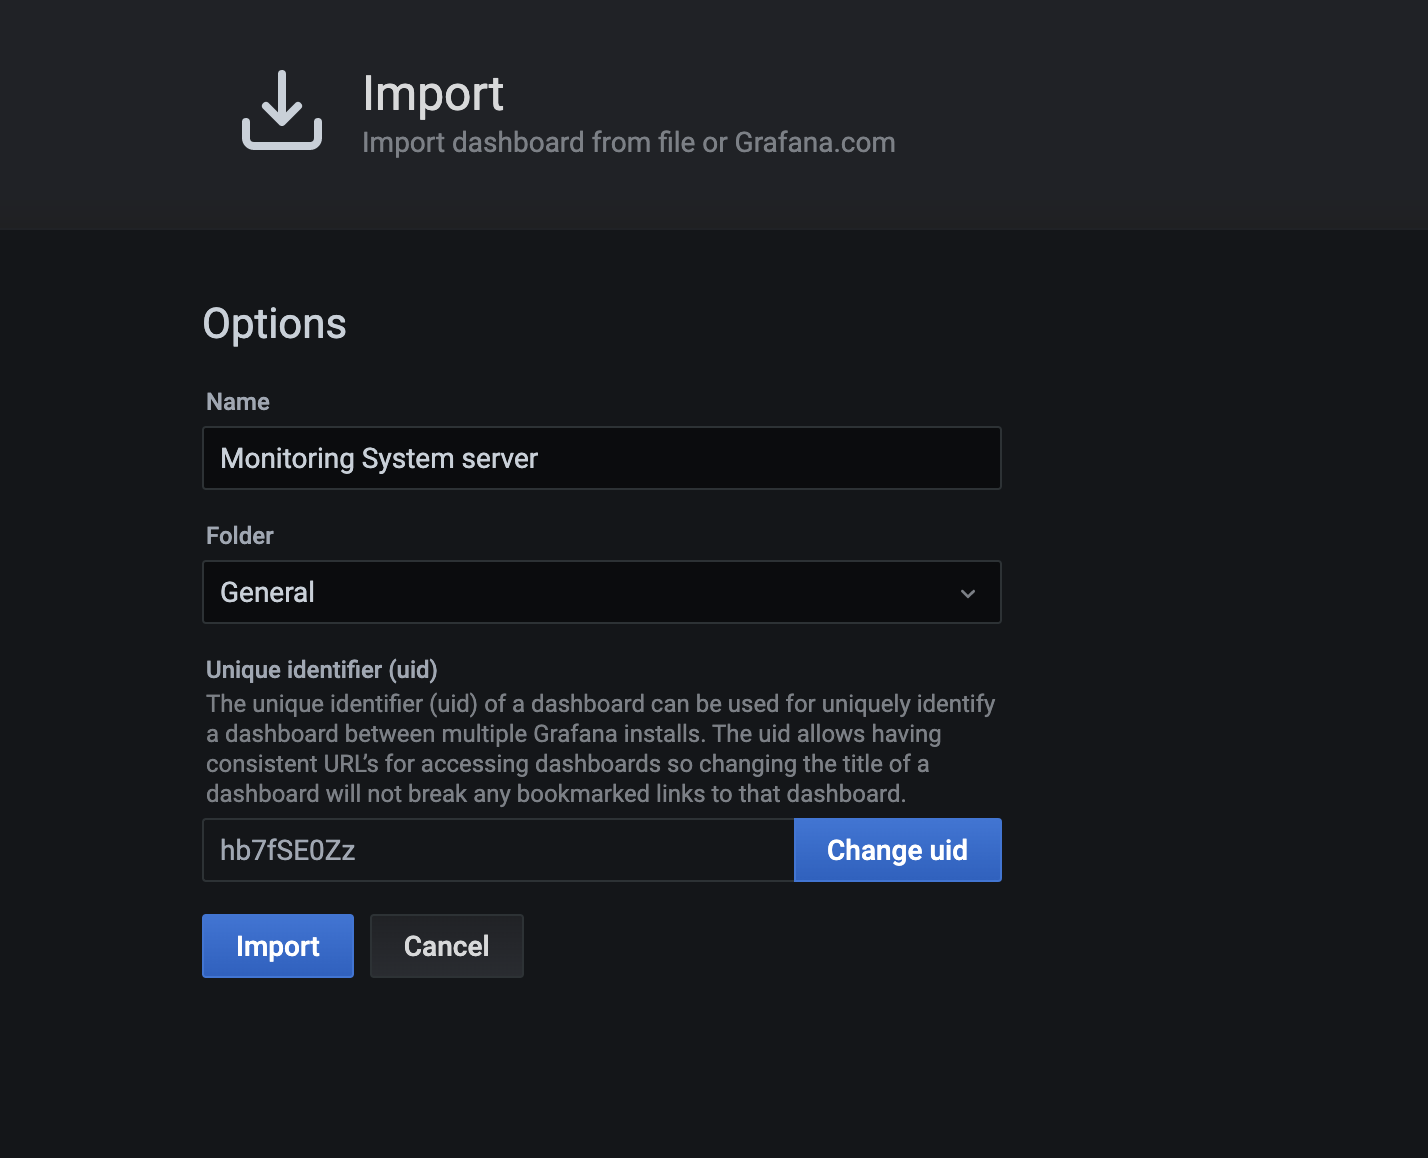 Import
Import dashboard from file or Grafana.com
Options
Name
Monitoring System server
Folder
General
Unique identifier (uid)
The unique identifier (uid) of a dashboard can be used for uniquely identify
a dashboard between multiple Grafana installs. The uid allows having
consistent URL's for accessing dashboards so changing the title of a
dashboard will not break any bookmarked links to that dashboard.
hb7fSE0Zz
Change uid
Import
Cancel